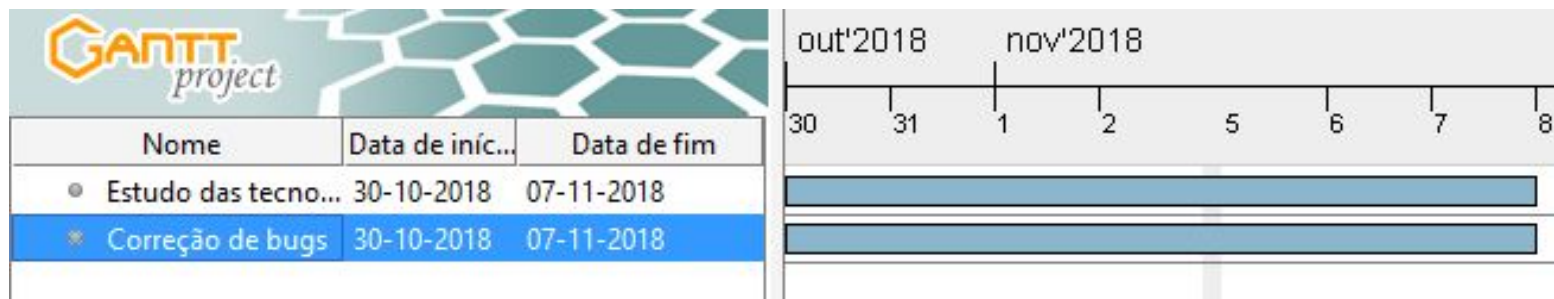 GANTT
project
out'2018 nov'2018
30 31 1 2 5 6 7 8
Nome Data de iníc... Data de fim
Estudo das tecno... 30-10-2018 07-11-2018
Correção de bugs 30-10-2018 07-11-2018